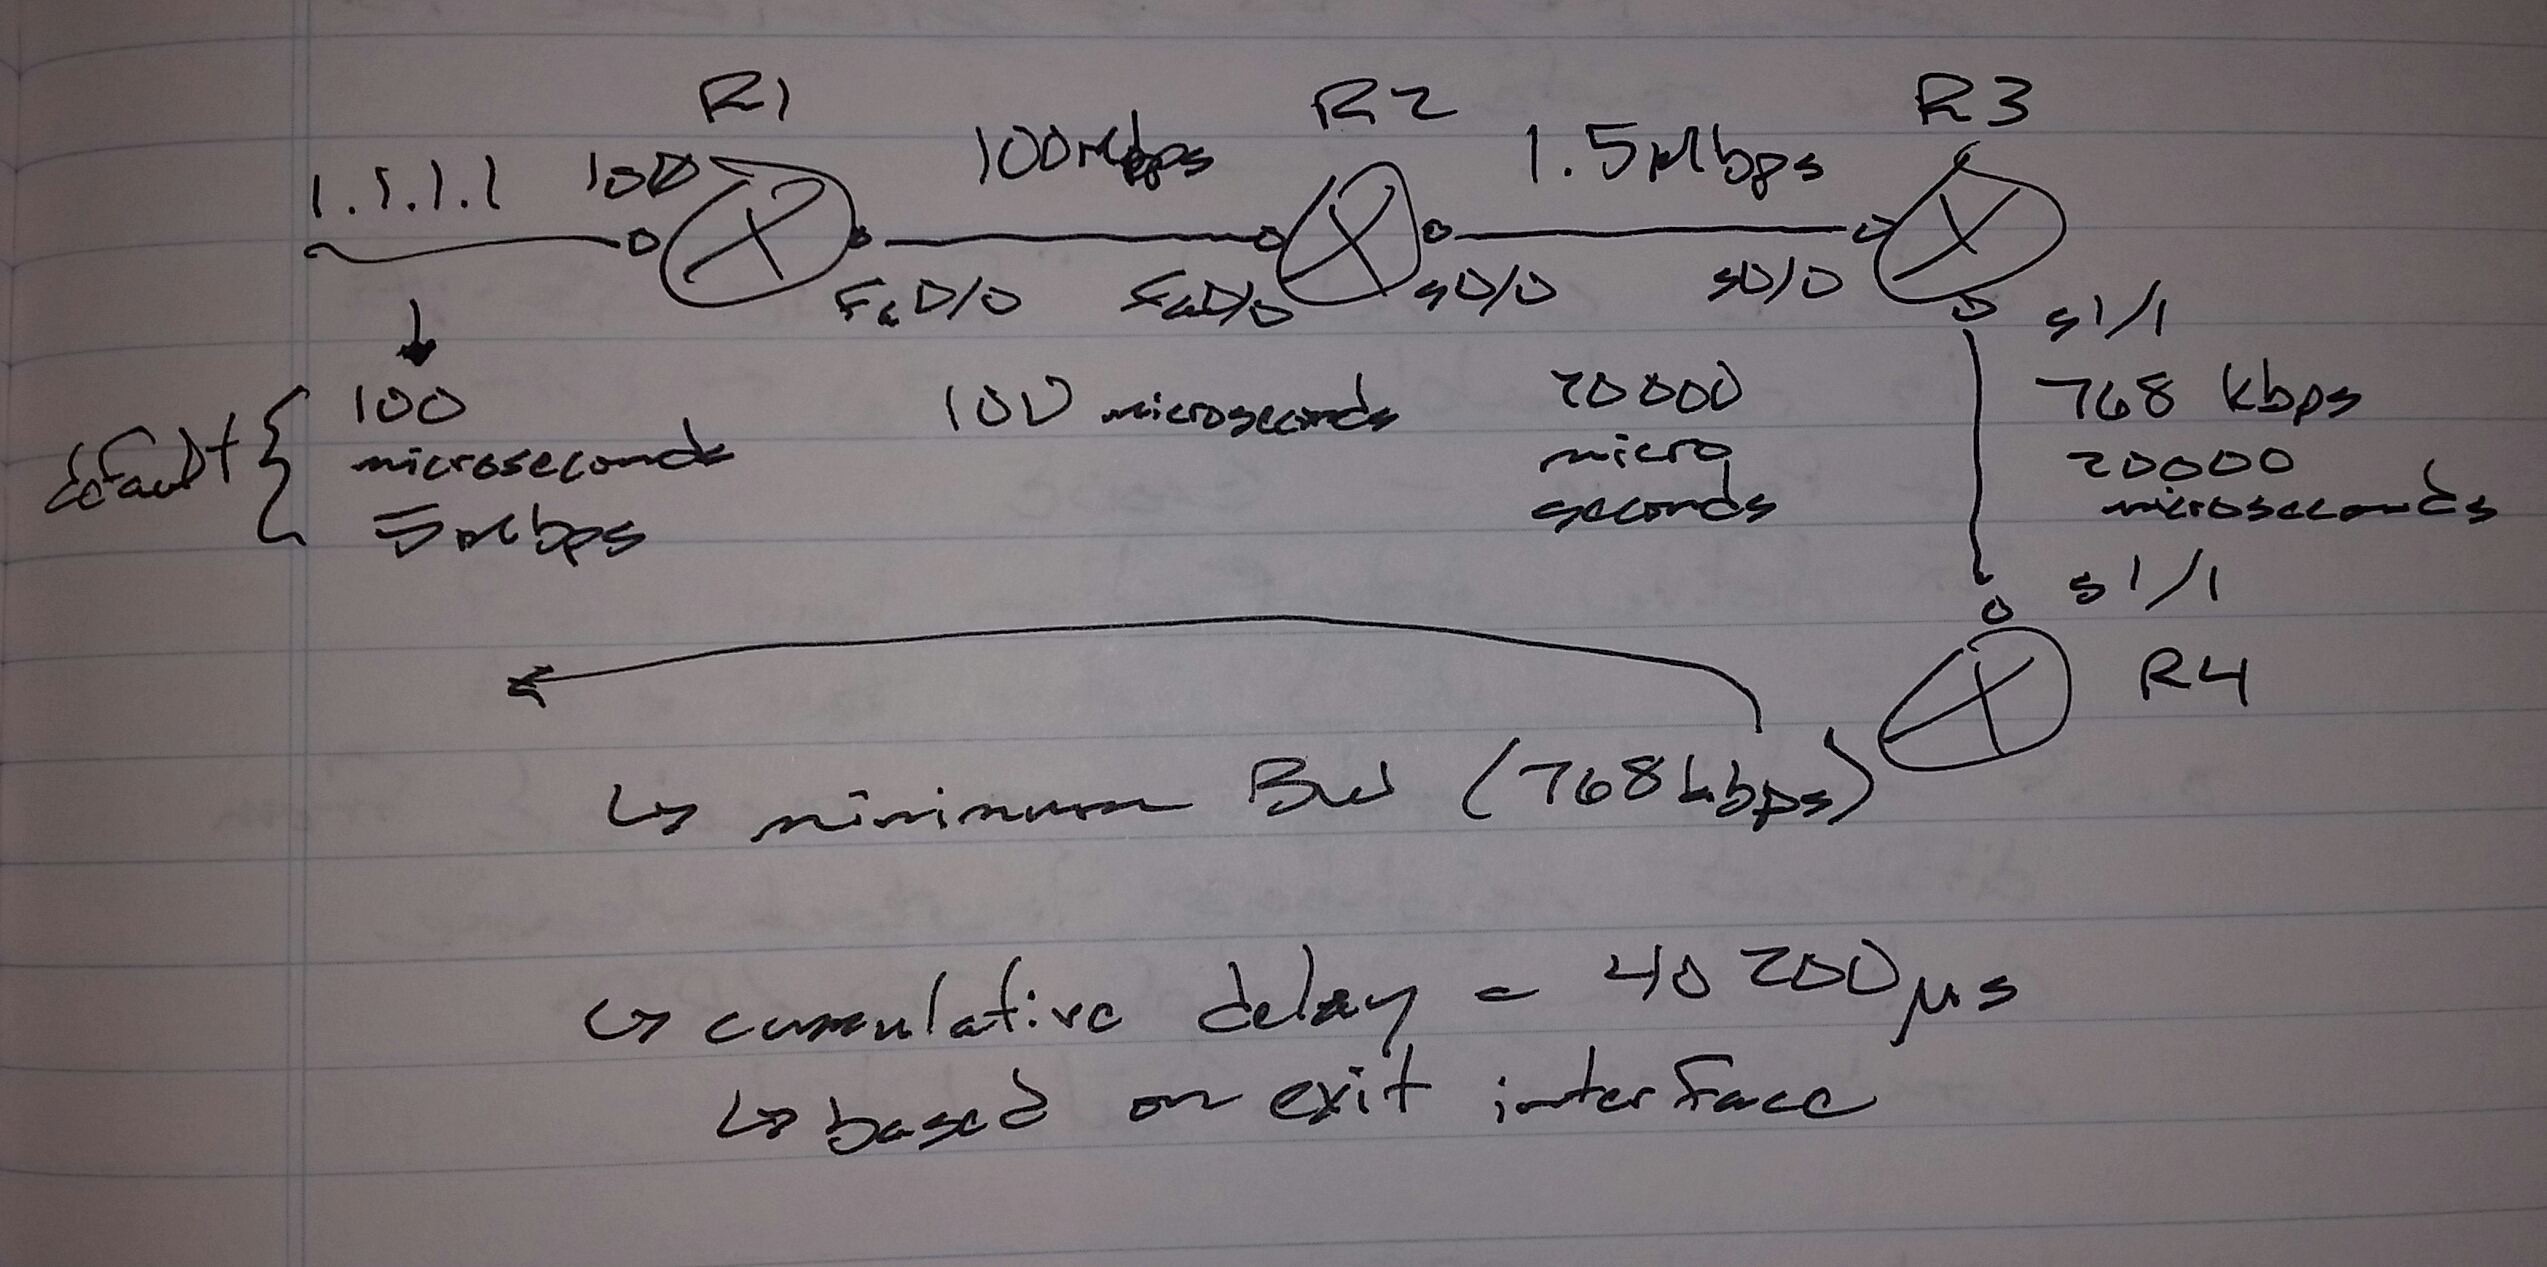 R1 R2 R3
100Mbps 1.5Mbps
1.1.1.1 100
Fa0/0 Fa0/0 s0/0 s0/0
s1/1
default { 100 microseconds
5Mbps
100 microseconds
20000
micro
seconds
768 kbps
20000
microseconds
s1/1
R4
↳ minimum BW (768kbps)
↳ cumulative delay = 40200μs
↳ based on exit interface